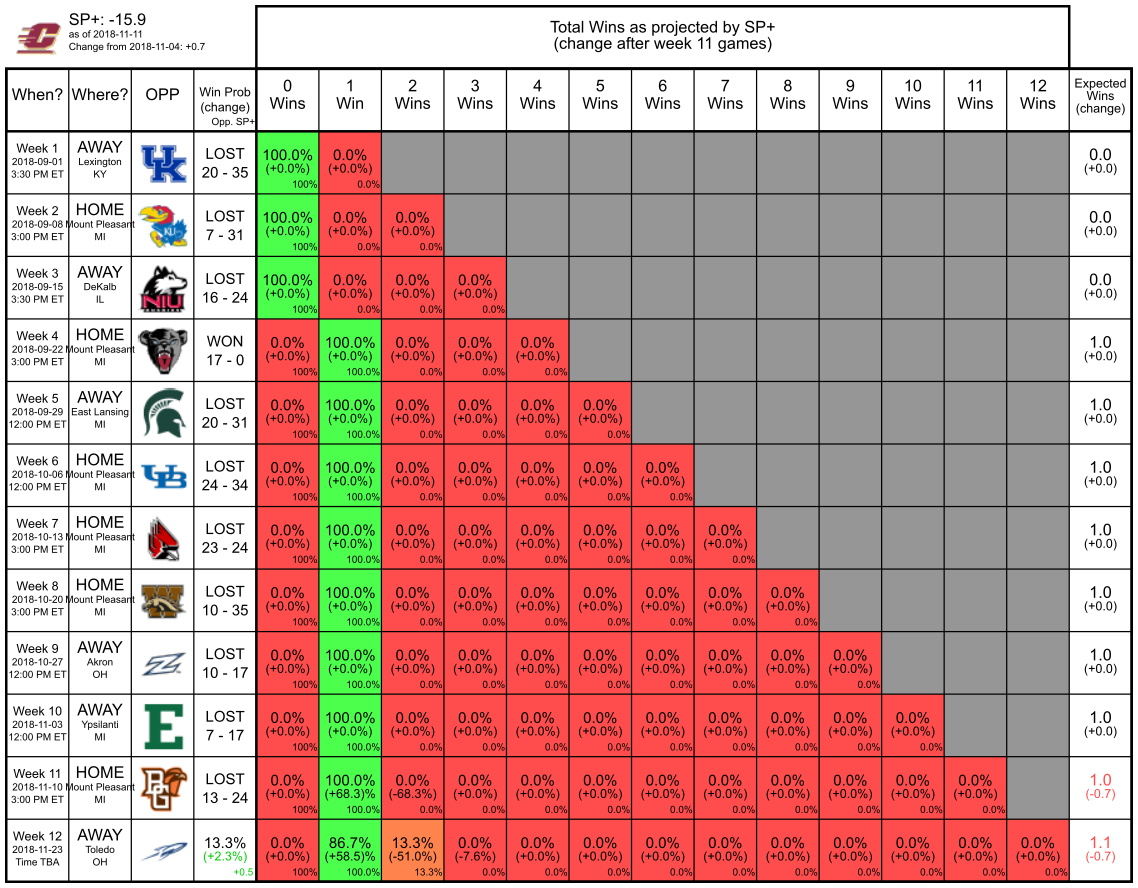 SP+: -15.9
as of 2018-11-11
Change from 2018-11-04: +0.7
Total Wins as projected by SP+
(change after week 11 games)
When? Where? OPP Win Prob (change) Opp. SP+ 0 Wins 1 Win 2 Wins 3 Wins 4 Wins 5 Wins 6 Wins 7 Wins 8 Wins 9 Wins 10 Wins 11 Wins 12 Wins Expected Wins (change)
Week 1 AWAY LOST 100.0% 0.0% 0.0
2018-09-01 Lexington UK (+0.0%) (+0.0%) (+0.0)
3:30 PM ET KY 20 - 35 100% 0.0%
Week 2 HOME LOST 100.0% 0.0% 0.0% 0.0
2018-09-08 Mount Pleasant KU (+0.0%) (+0.0%) (+0.0%) (+0.0)
3:00 PM ET MI 7 - 31 100% 0.0% 0.0%
Week 3 AWAY LOST 100.0% 0.0% 0.0% 0.0% 0.0
2018-09-15 DeKalb NIU (+0.0%) (+0.0%) (+0.0%) (+0.0%) (+0.0)
3:30 PM ET IL 16 - 24 100% 0.0% 0.0% 0.0%
Week 4 HOME WON 0.0% 100.0% 0.0% 0.0% 0.0% 1.0
2018-09-22 Mount Pleasant (+0.0%) (+0.0%) (+0.0%) (+0.0%) (+0.0%) (+0.0)
3:00 PM ET MI 17 - 0 100% 100.0% 0.0% 0.0% 0.0%
Week 5 AWAY LOST 0.0% 100.0% 0.0% 0.0% 0.0% 0.0% 1.0
2018-09-29 East Lansing (+0.0%) (+0.0%) (+0.0%) (+0.0%) (+0.0%) (+0.0%) (+0.0)
12:00 PM ET MI 20 - 31 100% 100.0% 0.0% 0.0% 0.0% 0.0%
Week 6 HOME LOST 0.0% 100.0% 0.0% 0.0% 0.0% 0.0% 0.0% 1.0
2018-10-06 Mount Pleasant UB (+0.0%) (+0.0%) (+0.0%) (+0.0%) (+0.0%) (+0.0%) (+0.0%) (+0.0)
12:00 PM ET MI 24 - 34 100% 100.0% 0.0% 0.0% 0.0% 0.0% 0.0%
Week 7 HOME LOST 0.0% 100.0% 0.0% 0.0% 0.0% 0.0% 0.0% 0.0% 1.0
2018-10-13 Mount Pleasant (+0.0%) (+0.0%) (+0.0%) (+0.0%) (+0.0%) (+0.0%) (+0.0%) (+0.0%) (+0.0)
3:00 PM ET MI 23 - 24 100% 100.0% 0.0% 0.0% 0.0% 0.0% 0.0% 0.0%
Week 8 HOME LOST 0.0% 100.0% 0.0% 0.0% 0.0% 0.0% 0.0% 0.0% 0.0% 1.0
2018-10-20 Mount Pleasant W (+0.0%) (+0.0%) (+0.0%) (+0.0%) (+0.0%) (+0.0%) (+0.0%) (+0.0%) (+0.0%) (+0.0)
3:00 PM ET MI 10 - 35 100% 100.0% 0.0% 0.0% 0.0% 0.0% 0.0% 0.0% 0.0%
Week 9 AWAY LOST 0.0% 100.0% 0.0% 0.0% 0.0% 0.0% 0.0% 0.0% 0.0% 0.0% 1.0
2018-10-27 Akron (+0.0%) (+0.0%) (+0.0%) (+0.0%) (+0.0%) (+0.0%) (+0.0%) (+0.0%) (+0.0%) (+0.0%) (+0.0)
12:00 PM ET OH 10 - 17 100% 100.0% 0.0% 0.0% 0.0% 0.0% 0.0% 0.0% 0.0% 0.0%
Week 10 AWAY LOST 0.0% 100.0% 0.0% 0.0% 0.0% 0.0% 0.0% 0.0% 0.0% 0.0% 0.0% 1.0
2018-11-03 Ypsilanti E (+0.0%) (+0.0%) (+0.0%) (+0.0%) (+0.0%) (+0.0%) (+0.0%) (+0.0%) (+0.0%) (+0.0%) (+0.0%) (+0.0)
12:00 PM ET MI 7 - 17 100% 100.0% 0.0% 0.0% 0.0% 0.0% 0.0% 0.0% 0.0% 0.0% 0.0%
Week 11 HOME LOST 0.0% 100.0% 0.0% 0.0% 0.0% 0.0% 0.0% 0.0% 0.0% 0.0% 0.0% 0.0% 1.0
2018-11-10 Mount Pleasant BG (+0.0%) (+68.3)% (-68.3%) (+0.0%) (+0.0%) (+0.0%) (+0.0%) (+0.0%) (+0.0%) (+0.0%) (+0.0%) (+0.0%) (-0.7)
3:00 PM ET MI 13 - 24 100% 100.0% 0.0% 0.0% 0.0% 0.0% 0.0% 0.0% 0.0% 0.0% 0.0% 0.0%
Week 12 AWAY 13.3% 0.0% 86.7% 13.3% 0.0% 0.0% 0.0% 0.0% 0.0% 0.0% 0.0% 0.0% 0.0% 0.0% 1.1
2018-11-23 Toledo (+2.3%) (+0.0%) (+58.5)% (-51.0%) (-7.6%) (+0.0%) (+0.0%) (+0.0%) (+0.0%) (+0.0%) (+0.0%) (+0.0%) (+0.0%) (+0.0%) (-0.7)
Time TBA OH +0.5 100% 100.0% 13.3% 0.0% 0.0% 0.0% 0.0% 0.0% 0.0% 0.0% 0.0% 0.0% 0.0%